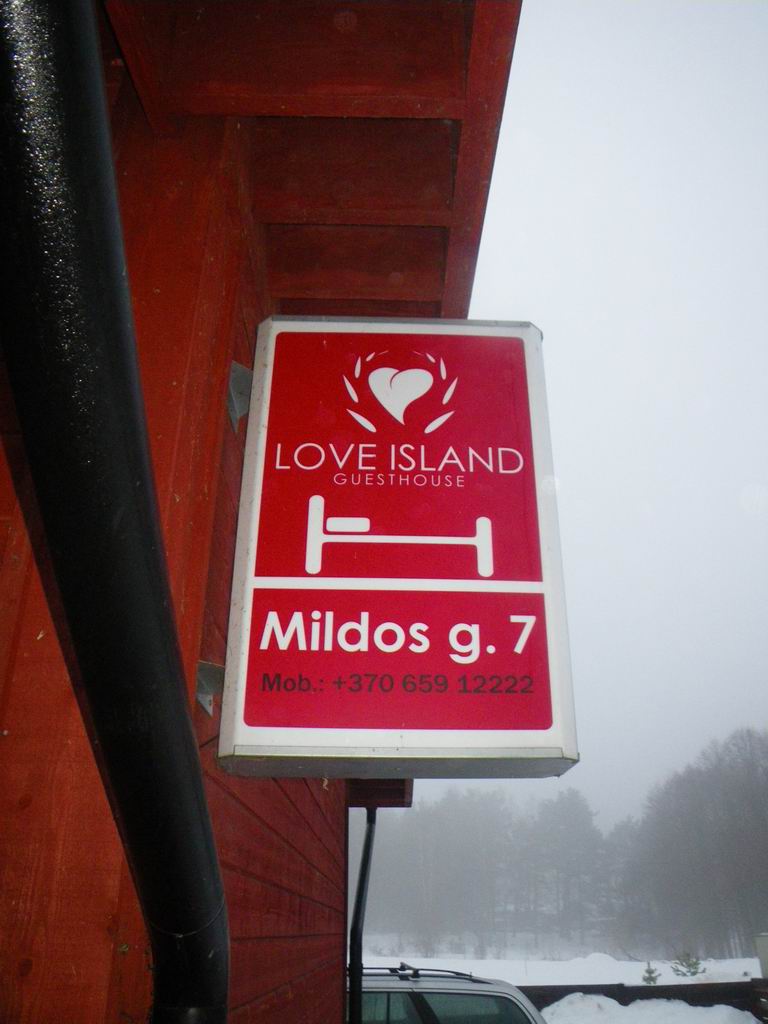 LOVE ISLAND
GUESTHOUSE
Mildos g. 7
Mob.: +370 659 12222